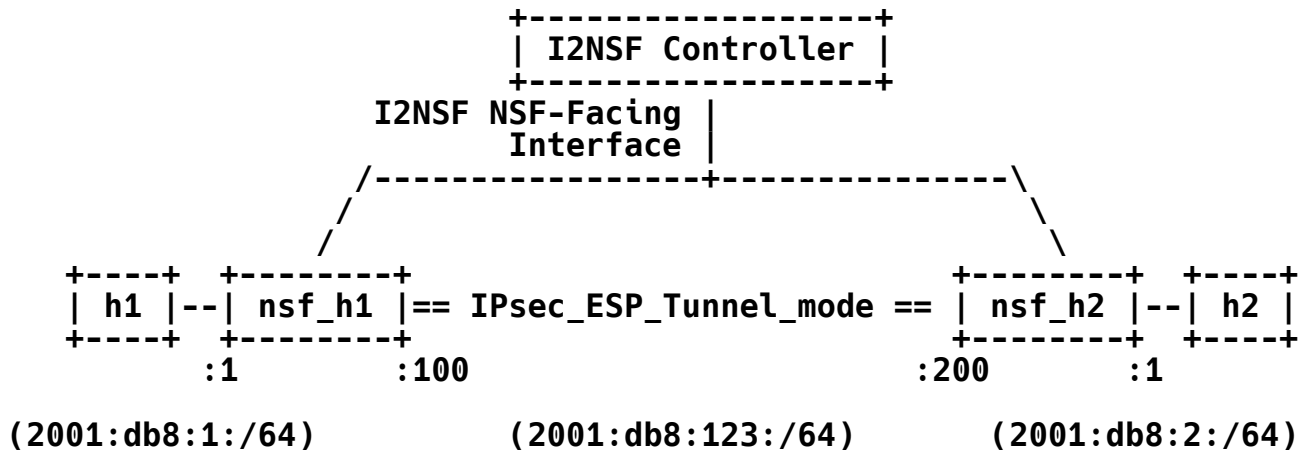 I2NSF Controller
I2NSF NSF-Facing
Interface
h1 nsf_h1 == IPsec_ESP_Tunnel_mode == nsf_h2 h2
:1 :100 :200 :1
(2001:db8:1:/64) (2001:db8:123:/64) (2001:db8:2:/64)